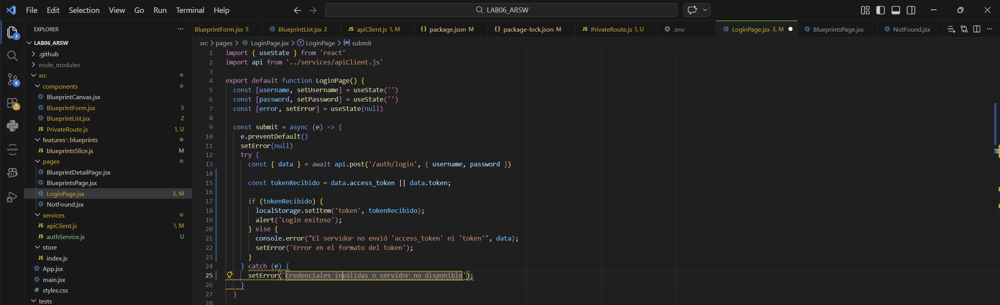 File Edit Selection View Go Run Terminal Help
LAB06_ARSW
EXPLORER
LAB06_ARSW
.github
node_modules
src
components
BlueprintCanvas.jsx
BlueprintForm.jsx 5
BlueprintList.jsx 2
JS PrivateRoute.js 1, U
features\blueprints
JS blueprintsSlice.js M
pages
BlueprintDetailPage.jsx
BlueprintsPage.jsx
LoginPage.jsx 3, M
NotFound.jsx
services
JS apiClient.js 1, M
JS authService.js U
store
JS index.js
App.jsx
main.jsx
# styles.css
tests
3
8
BlueprintForm.jsx 5 BlueprintList.jsx 2 JS apiClient.js 1, M {} package.json M {} package-lock.json M JS PrivateRoute.js 1, U .env LoginPage.jsx 3, M BlueprintsPage.jsx NotFound.jsx
src > pages > LoginPage.jsx > LoginPage > submit
1 import { useState } from 'react'
2 import api from '../services/apiClient.js'
3
4 export default function LoginPage() {
5 const [username, setUsername] = useState('')
6 const [password, setPassword] = useState('')
7 const [error, setError] = useState(null)
8
9 const submit = async (e) => {
10 e.preventDefault()
11 setError(null)
12 try {
13 const { data } = await api.post('/auth/login', { username, password })
14
15 const tokenRecibido = data.access_token || data.token;
16
17 if (tokenRecibido) {
18 localStorage.setItem('token', tokenRecibido);
19 alert('Login exitoso');
20 } else {
21 console.error("El servidor no envió 'access_token' ni 'token'", data);
22 setError('Error en el formato del token');
23 }
24 } catch (e) {
25 setError('Credenciales inválidas o servidor no disponible');
26 }
27 }
28